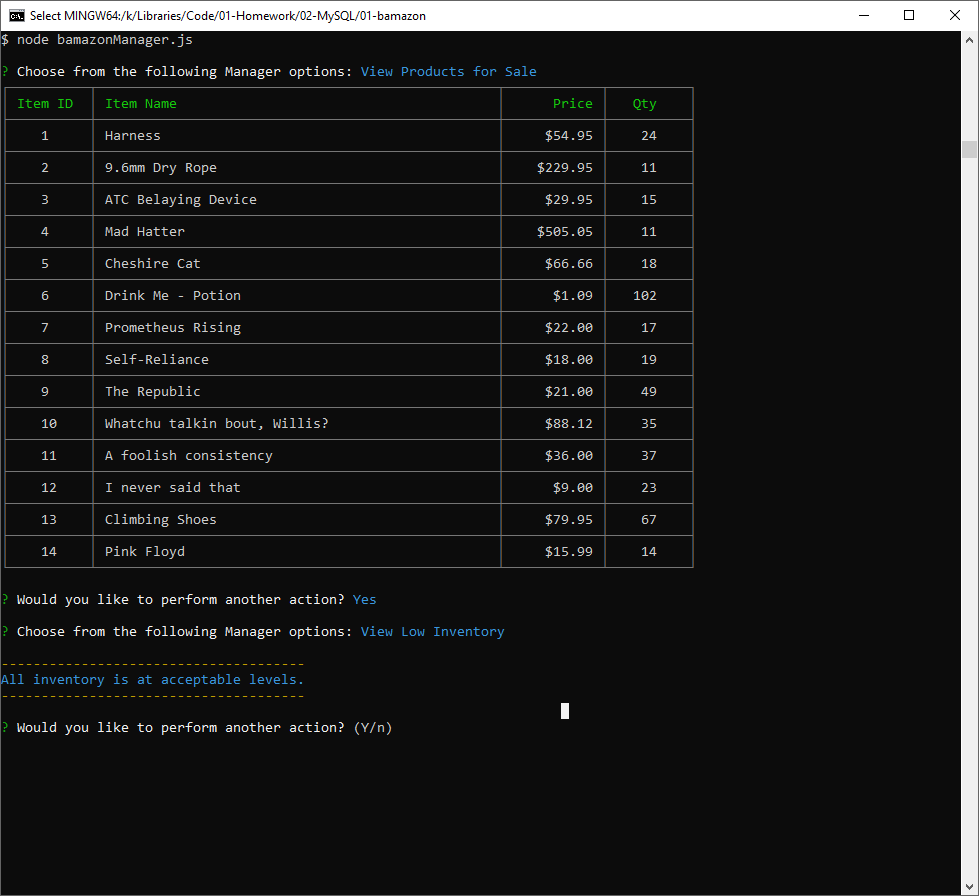 Select MINGW64:/k/Libraries/Code/01-Homework/02-MySQL/01-bamazon
$ node bamazonManager.js
? Choose from the following Manager options: View Products for Sale
Item ID Item Name Price Qty
1 Harness $54.95 24
2 9.6mm Dry Rope $229.95 11
3 ATC Belaying Device $29.95 15
4 Mad Hatter $505.05 11
5 Cheshire Cat $66.66 18
6 Drink Me - Potion $1.09 102
7 Prometheus Rising $22.00 17
8 Self-Reliance $18.00 19
9 The Republic $21.00 49
10 Whatchu talkin bout, Willis? $88.12 35
11 A foolish consistency $36.00 37
12 I never said that $9.00 23
13 Climbing Shoes $79.95 67
14 Pink Floyd $15.99 14
? Would you like to perform another action? Yes
? Choose from the following Manager options: View Low Inventory
--------------------------------------
All inventory is at acceptable levels.
--------------------------------------
? Would you like to perform another action? (Y/n)